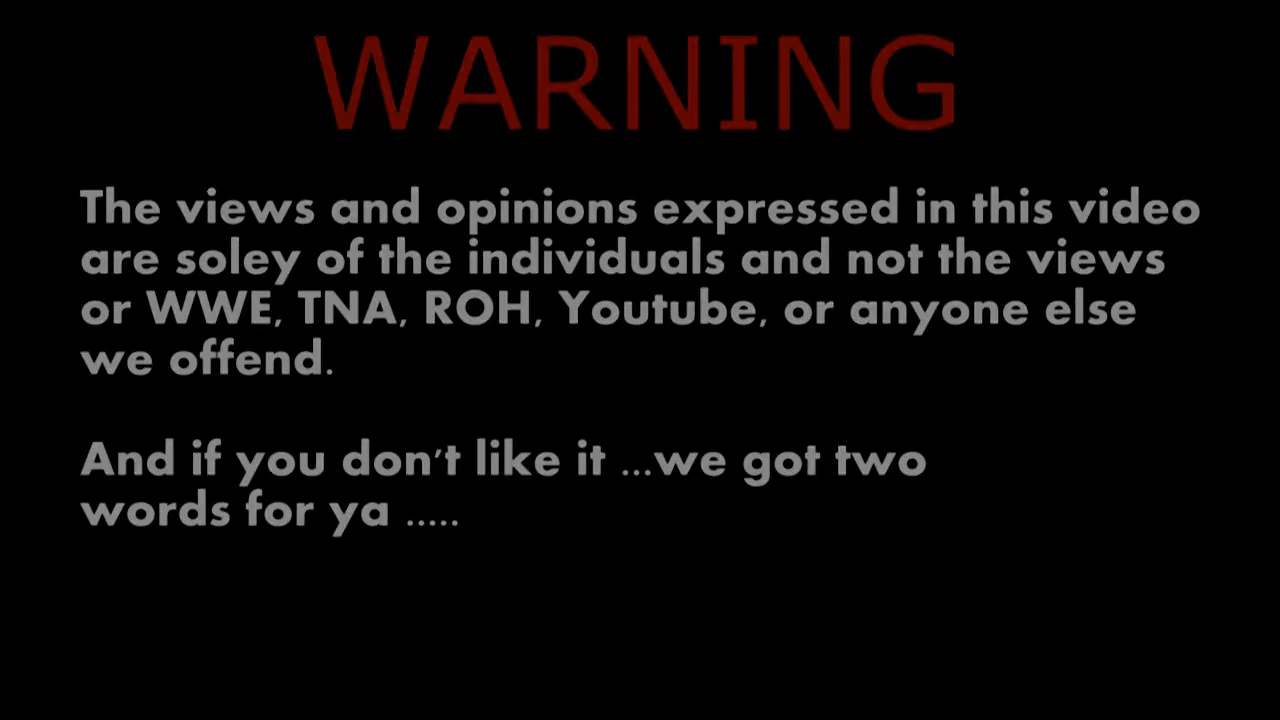 WARNING
The views and opinions expressed in this video
are soley of the individuals and not the views
or WWE, TNA, ROH, Youtube, or anyone else
we offend.
And if you don't like it ...we got two
words for ya .....